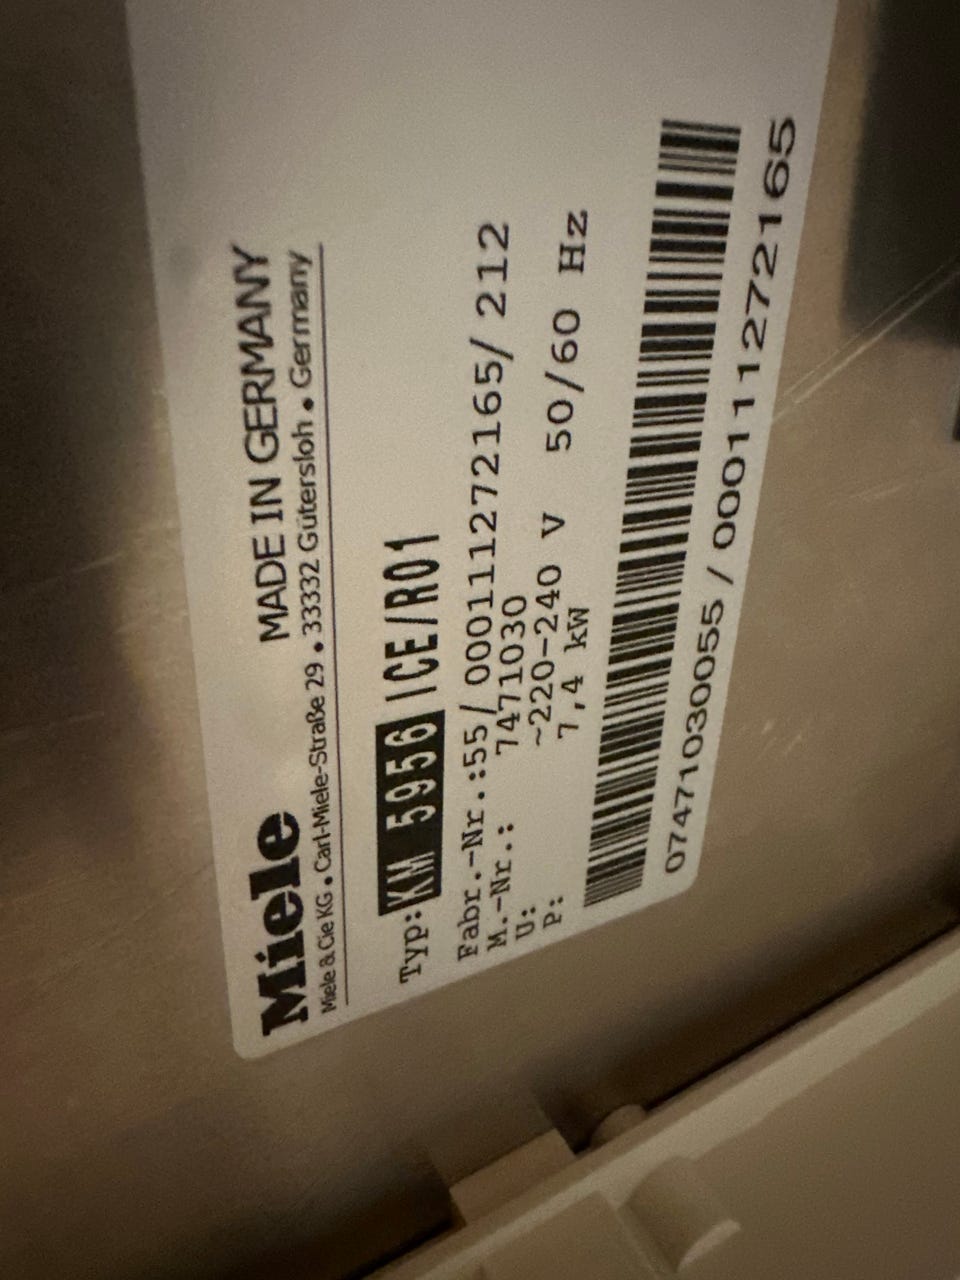 Miele MADE IN GERMANY
Miele & Cie KG • Carl-Miele-Straße 29 • 33332 Gütersloh • Germany
Typ: KM 5956 ICE/R01
Fabr.-Nr.:55/ 000111272165/ 212
M.-Nr.: 7471030
U: ~220-240 V 50/60 Hz
P: 7,4 kW
07471030055 / 000111272165